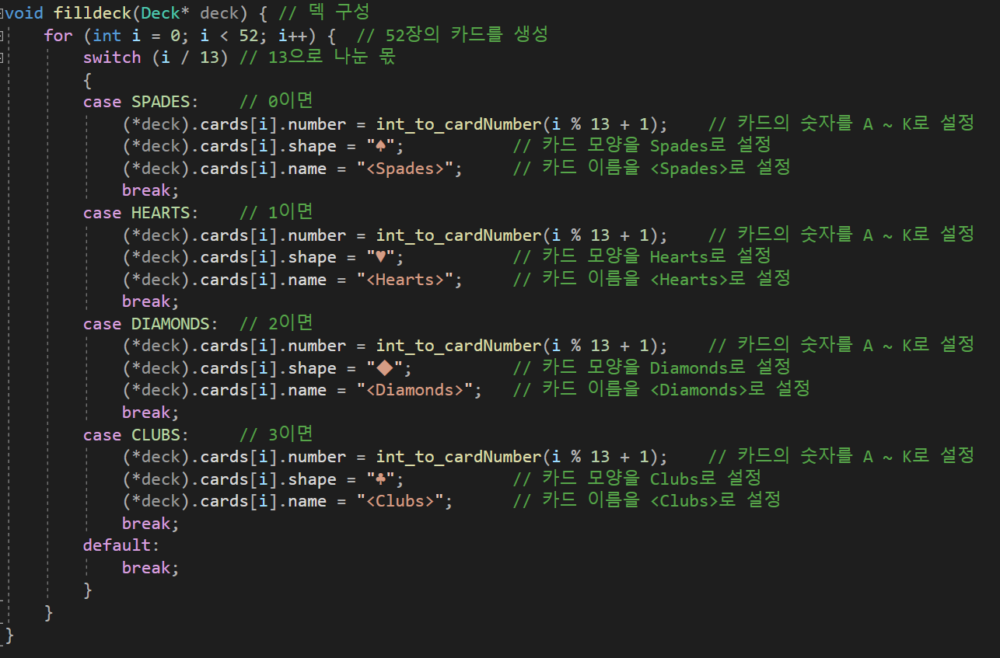 void filldeck(Deck* deck) { // 덱 구성
    for (int i = 0; i < 52; i++) {  // 52장의 카드를 생성
        switch (i / 13) // 13으로 나눈 몫
        {
        case SPADES:    // 0이면
            (*deck).cards[i].number = int_to_cardNumber(i % 13 + 1);    // 카드의 숫자를 A ~ K로 설정
            (*deck).cards[i].shape = "♠";           // 카드 모양을 Spades로 설정
            (*deck).cards[i].name = "<Spades>";     // 카드 이름을 <Spades>로 설정
            break;
        case HEARTS:    // 1이면
            (*deck).cards[i].number = int_to_cardNumber(i % 13 + 1);    // 카드의 숫자를 A ~ K로 설정
            (*deck).cards[i].shape = "♥";           // 카드 모양을 Hearts로 설정
            (*deck).cards[i].name = "<Hearts>";     // 카드 이름을 <Hearts>로 설정
            break;
        case DIAMONDS:  // 2이면
            (*deck).cards[i].number = int_to_cardNumber(i % 13 + 1);    // 카드의 숫자를 A ~ K로 설정
            (*deck).cards[i].shape = "◆";           // 카드 모양을 Diamonds로 설정
            (*deck).cards[i].name = "<Diamonds>";   // 카드 이름을 <Diamonds>로 설정
            break;
        case CLUBS:     // 3이면
            (*deck).cards[i].number = int_to_cardNumber(i % 13 + 1);    // 카드의 숫자를 A ~ K로 설정
            (*deck).cards[i].shape = "♣";           // 카드 모양을 Clubs로 설정
            (*deck).cards[i].name = "<Clubs>";      // 카드 이름을 <Clubs>로 설정
            break;
        default:
            break;
        }
    }
}